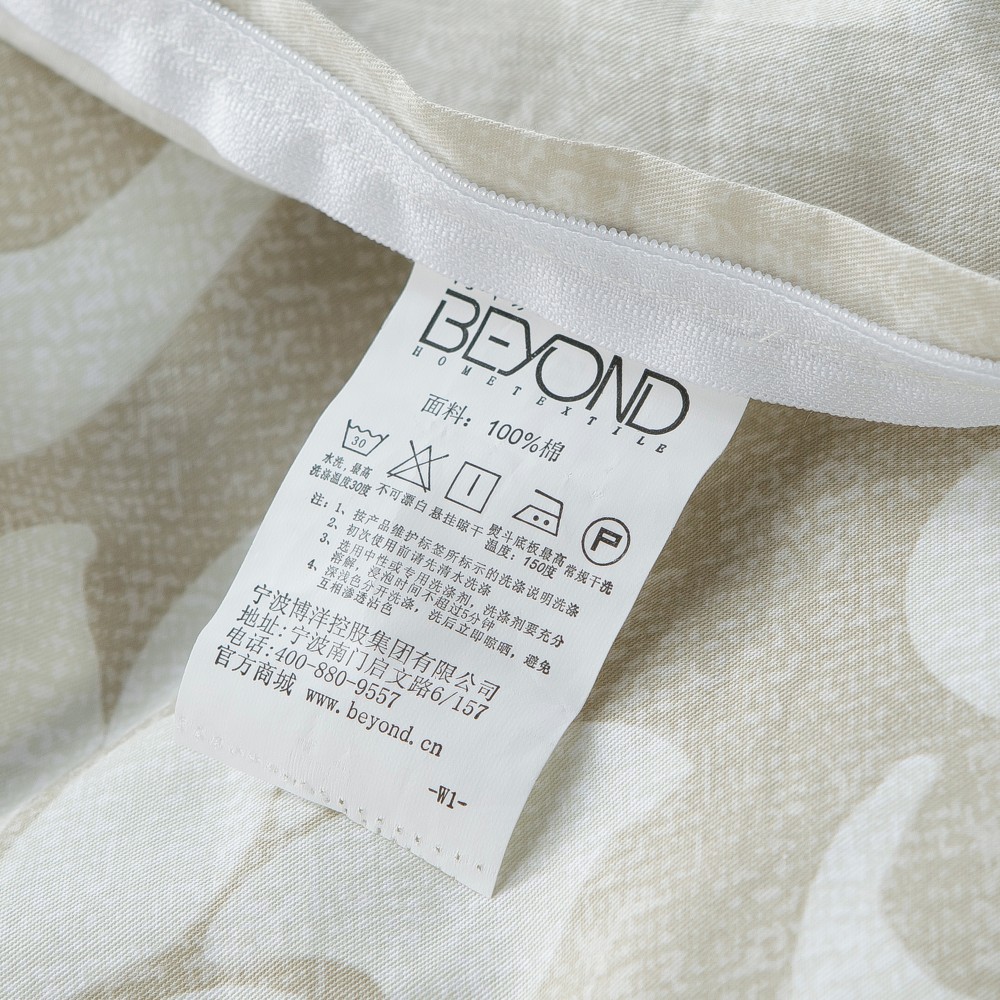 BEYOND
HOME TEXTILE
面料：100%棉
30
P
水洗，最高
洗涤温度30度
不可漂白
悬挂晾干
熨斗底板最高
温度：150度
常规干洗
注：1、按产品维护标签所标示的洗涤说明洗涤
2、初次使用前请先清水洗涤
3、选用中性或专用洗涤剂，洗涤剂要充分
溶解，浸泡时间不超过5分钟
4、深浅色分开洗涤，洗后立即晾晒，避免
互相渗透沾色
宁波博洋控股集团有限公司
地址：宁波南门启文路6/157
电话：400-880-9557
官方商城 www.beyond.cn
-W1-